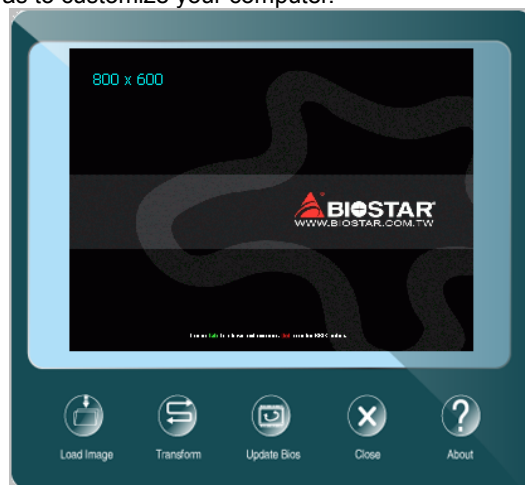 as to customize your computer.
800 x 600
BIOSTAR
WWW.BIOSTAR.COM.TW
Load Image
Transform
Update Bios
Close
About